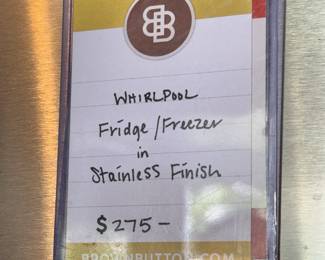 WHIRLPOOL
Fridge/Freezer
in
Stainless Finish
$275-
BROWNBUTTON.COM